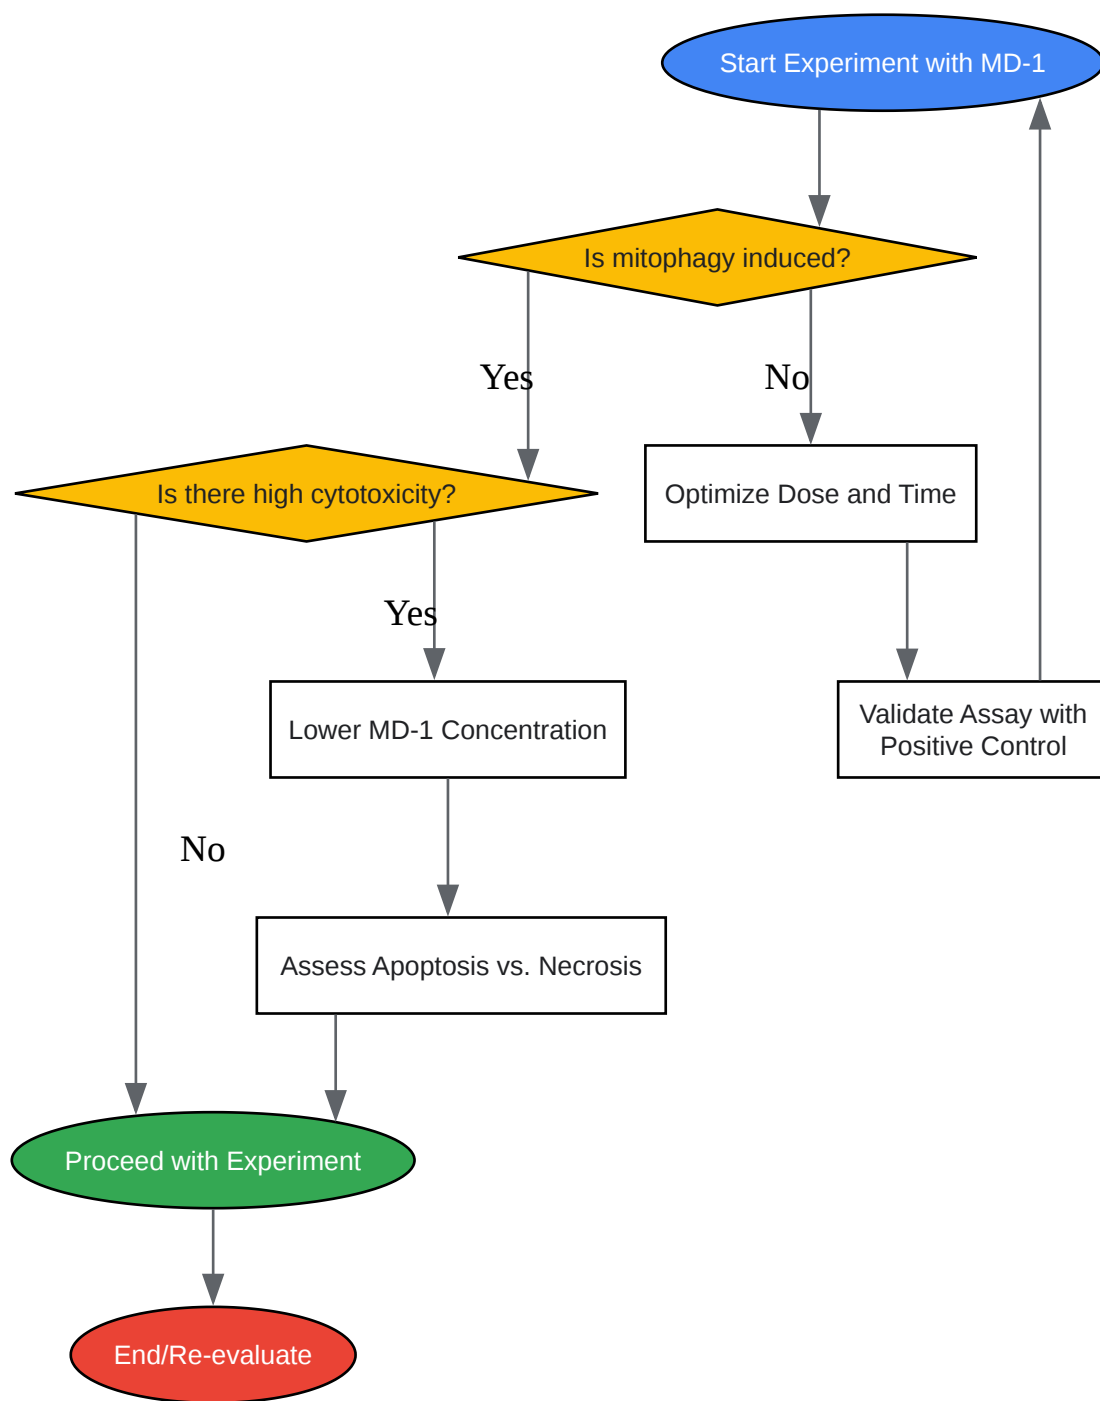 Start Experiment with MD-1
Is mitophagy induced?
Yes
No
Is there high cytotoxicity?
Optimize Dose and Time
Yes
Lower MD-1 Concentration
Validate Assay with
Positive Control
No
Assess Apoptosis vs. Necrosis
Proceed with Experiment
End/Re-evaluate